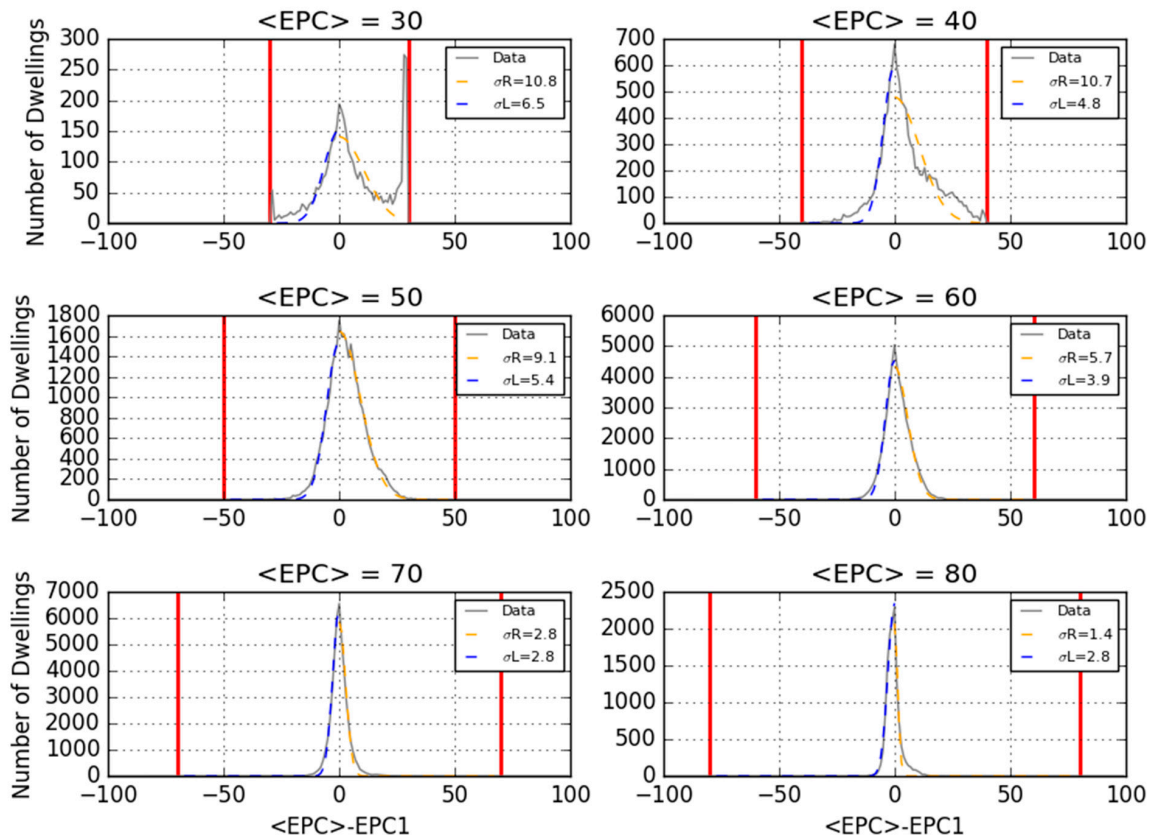 <EPC> = 30
Number of Dwellings
300
250
200
150
100
50
0
−100
−50
0
50
100
Data
σR=10.8
σL=6.5
<EPC> = 40
700
600
500
400
300
200
100
0
−100
−50
0
50
100
Data
σR=10.7
σL=4.8
<EPC> = 50
Number of Dwellings
1800
1600
1400
1200
1000
800
600
400
200
0
−100
−50
0
50
100
Data
σR=9.1
σL=5.4
<EPC> = 60
6000
5000
4000
3000
2000
1000
0
−100
−50
0
50
100
Data
σR=5.7
σL=3.9
<EPC> = 70
Number of Dwellings
7000
6000
5000
4000
3000
2000
1000
0
−100
−50
0
50
100
Data
σR=2.8
σL=2.8
<EPC>-EPC1
<EPC> = 80
2500
2000
1500
1000
500
0
−100
−50
0
50
100
Data
σR=1.4
σL=2.8
<EPC>-EPC1